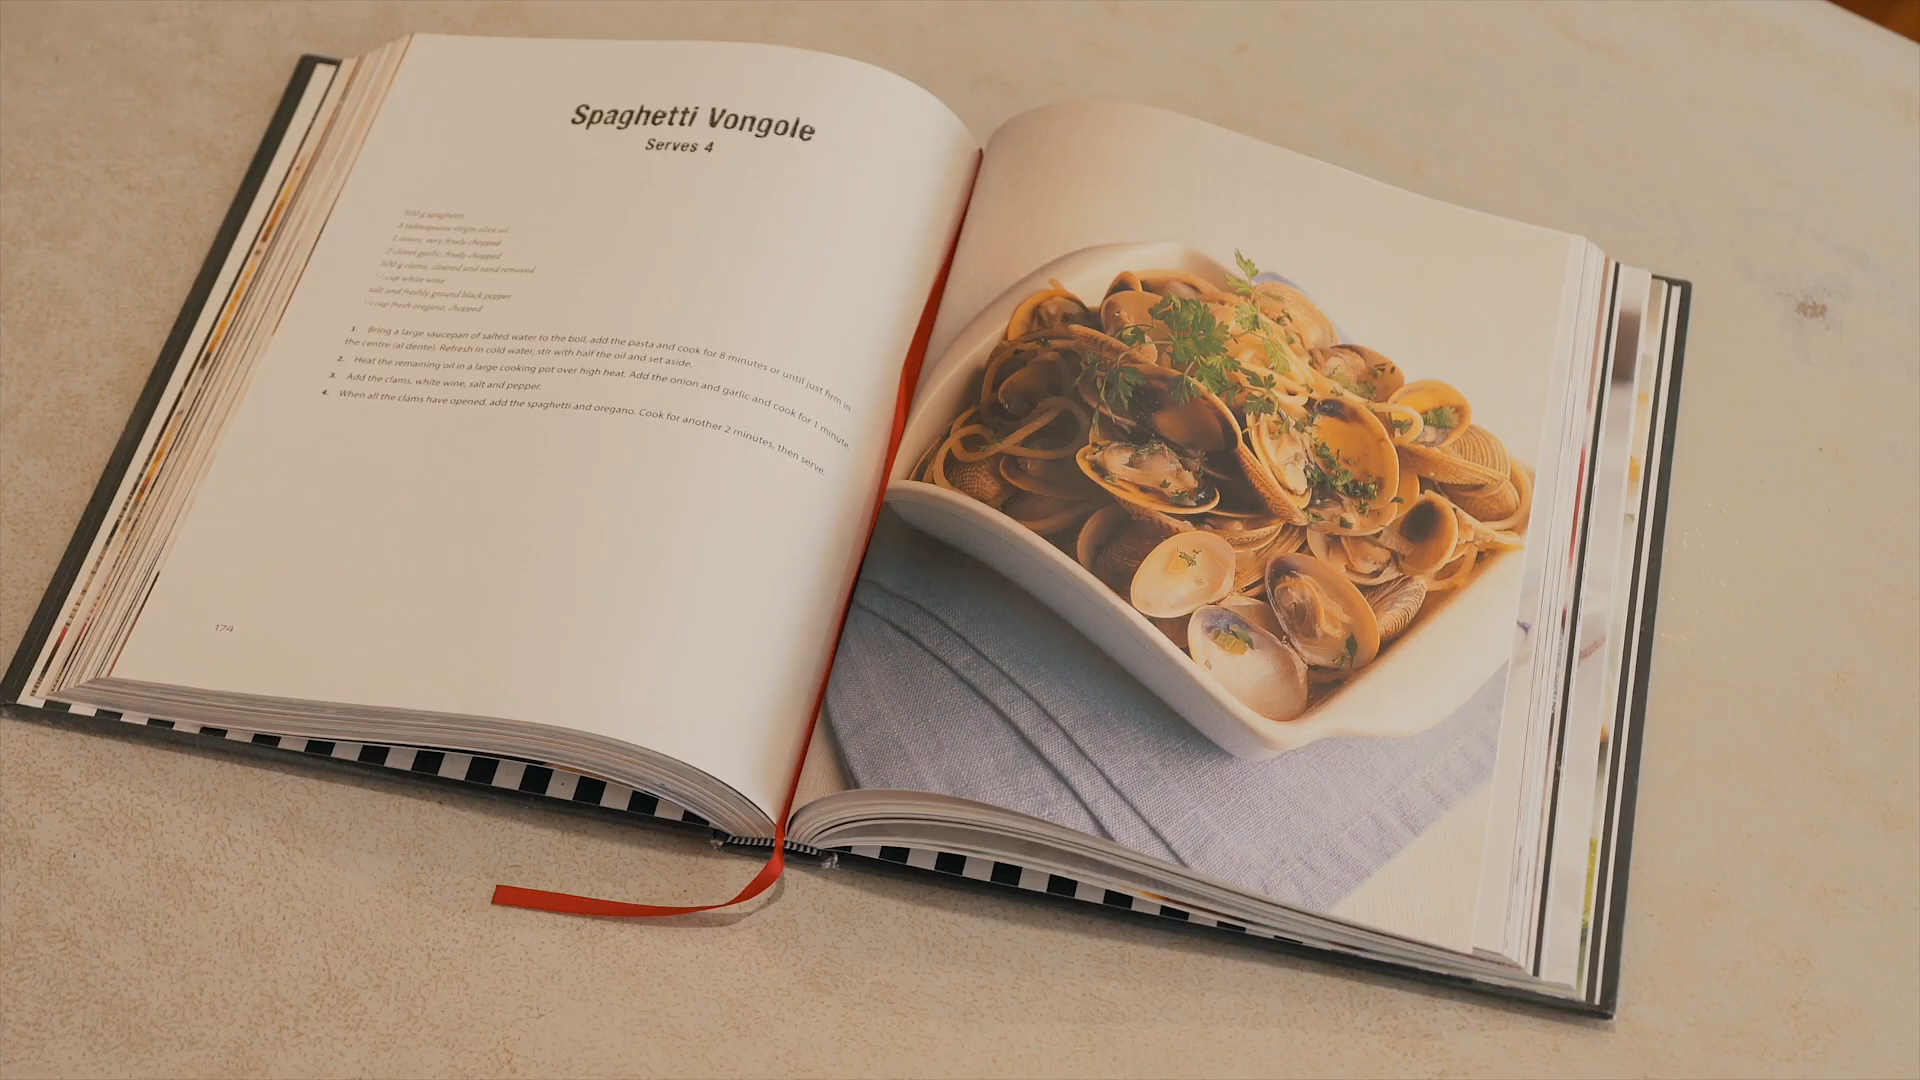 Spaghetti Vongole
Serves 4
300 g spaghetti
3 tablespoons virgin olive oil
1 onion, very finely chopped
2 cloves garlic, finely chopped
500 g clams, cleaned and sand removed
cup white wine
salt and freshly ground black pepper
cup fresh oregano, chopped
1. Bring a large saucepan of salted water to the boil, add the pasta and cook for 8 minutes or until just firm in
the centre (al dente). Refresh in cold water, stir with half the oil and set aside.
2. Heat the remaining oil in a large cooking pot over high heat. Add the onion and garlic and cook for 1 minute.
3. Add the clams, white wine, salt and pepper.
4. When all the clams have opened, add the spaghetti and oregano. Cook for another 2 minutes, then serve.
174